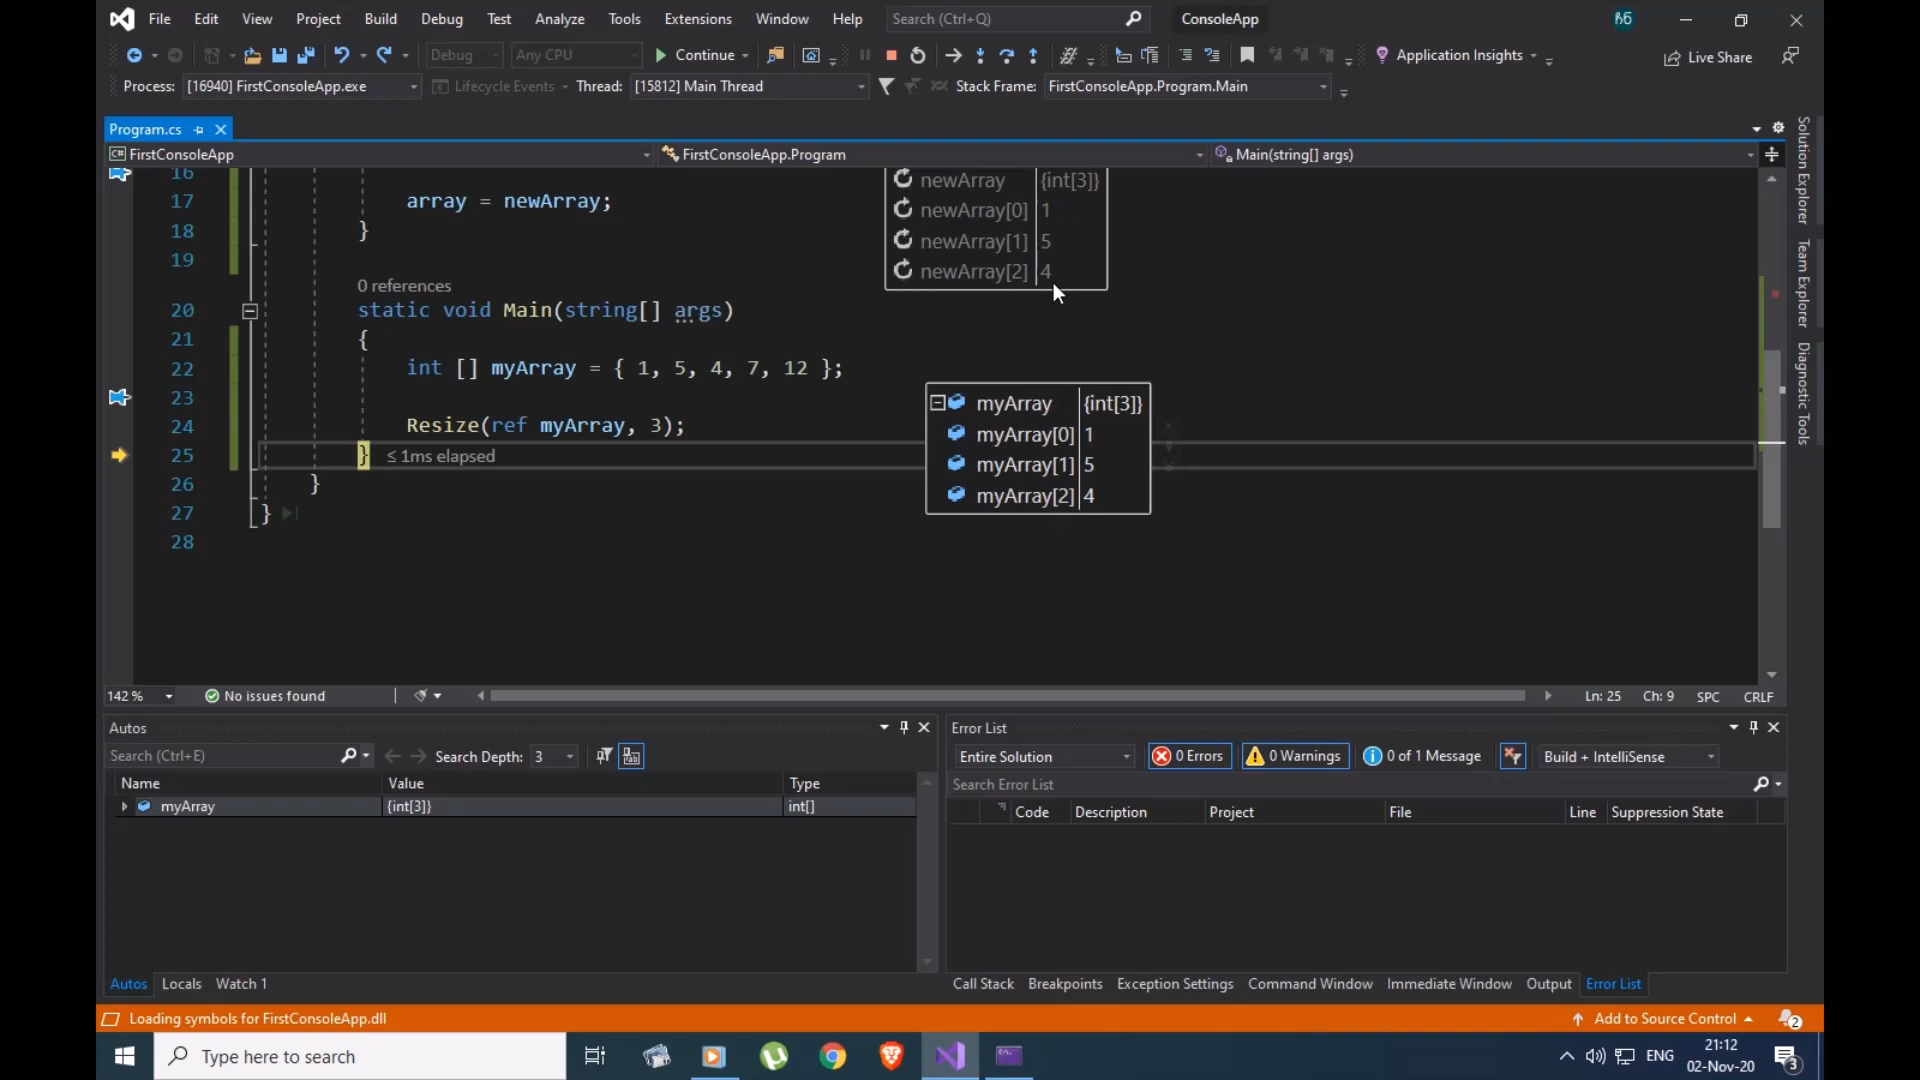 File Edit View Project Build Debug Test Analyze Tools Extensions Window Help Search (Ctrl+Q) ConsoleApp
Debug Any CPU Continue Application Insights Live Share
Process: [16940] FirstConsoleApp.exe Lifecycle Events Thread: [15812] Main Thread Stack Frame: FirstConsoleApp.Program.Main
Program.cs
FirstConsoleApp FirstConsoleApp.Program Main(string[] args)
16
17 array = newArray;
18 }
19
0 references
20 static void Main(string[] args)
21 {
22 int [] myArray = { 1, 5, 4, 7, 12 };
23
24 Resize(ref myArray, 3);
25 } ≤ 1ms elapsed
26 }
27 }
28
newArray {int[3]}
newArray[0] 1
newArray[1] 5
newArray[2] 4
myArray {int[3]}
myArray[0] 1
myArray[1] 5
myArray[2] 4
Solution Explorer
Team Explorer
Diagnostic Tools
142 % No issues found Ln: 25 Ch: 9 SPC CRLF
Autos
Search (Ctrl+E) Search Depth: 3
Name Value Type
myArray {int[3]} int[]
Autos Locals Watch 1
Error List
Entire Solution 0 Errors 0 Warnings 0 of 1 Message Build + IntelliSense
Search Error List
Code Description Project File Line Suppression State
Call Stack Breakpoints Exception Settings Command Window Immediate Window Output Error List
Loading symbols for FirstConsoleApp.dll Add to Source Control 2
Type here to search ENG 21:12
02-Nov-20 3